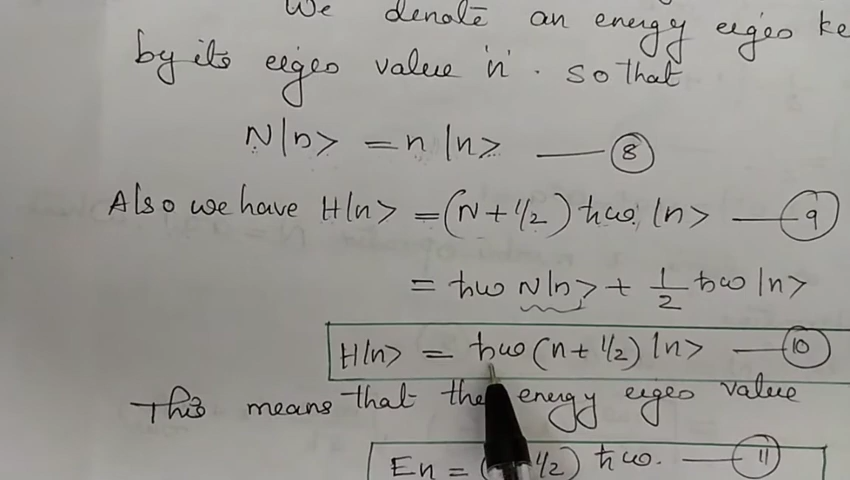 We denote an energy eigen ke
by its eigen value 'n'. so that
N|n> = n |n> — ⑧
Also we have H|n> = (N + 1/2) ħω |n> — ⑨
= ħω N|n> + 1/2 ħω |n>
H|n> = ħω (n + 1/2) |n> — ⑩
This means that the energy eigen value
En = ( 1/2) ħω. — ⑪